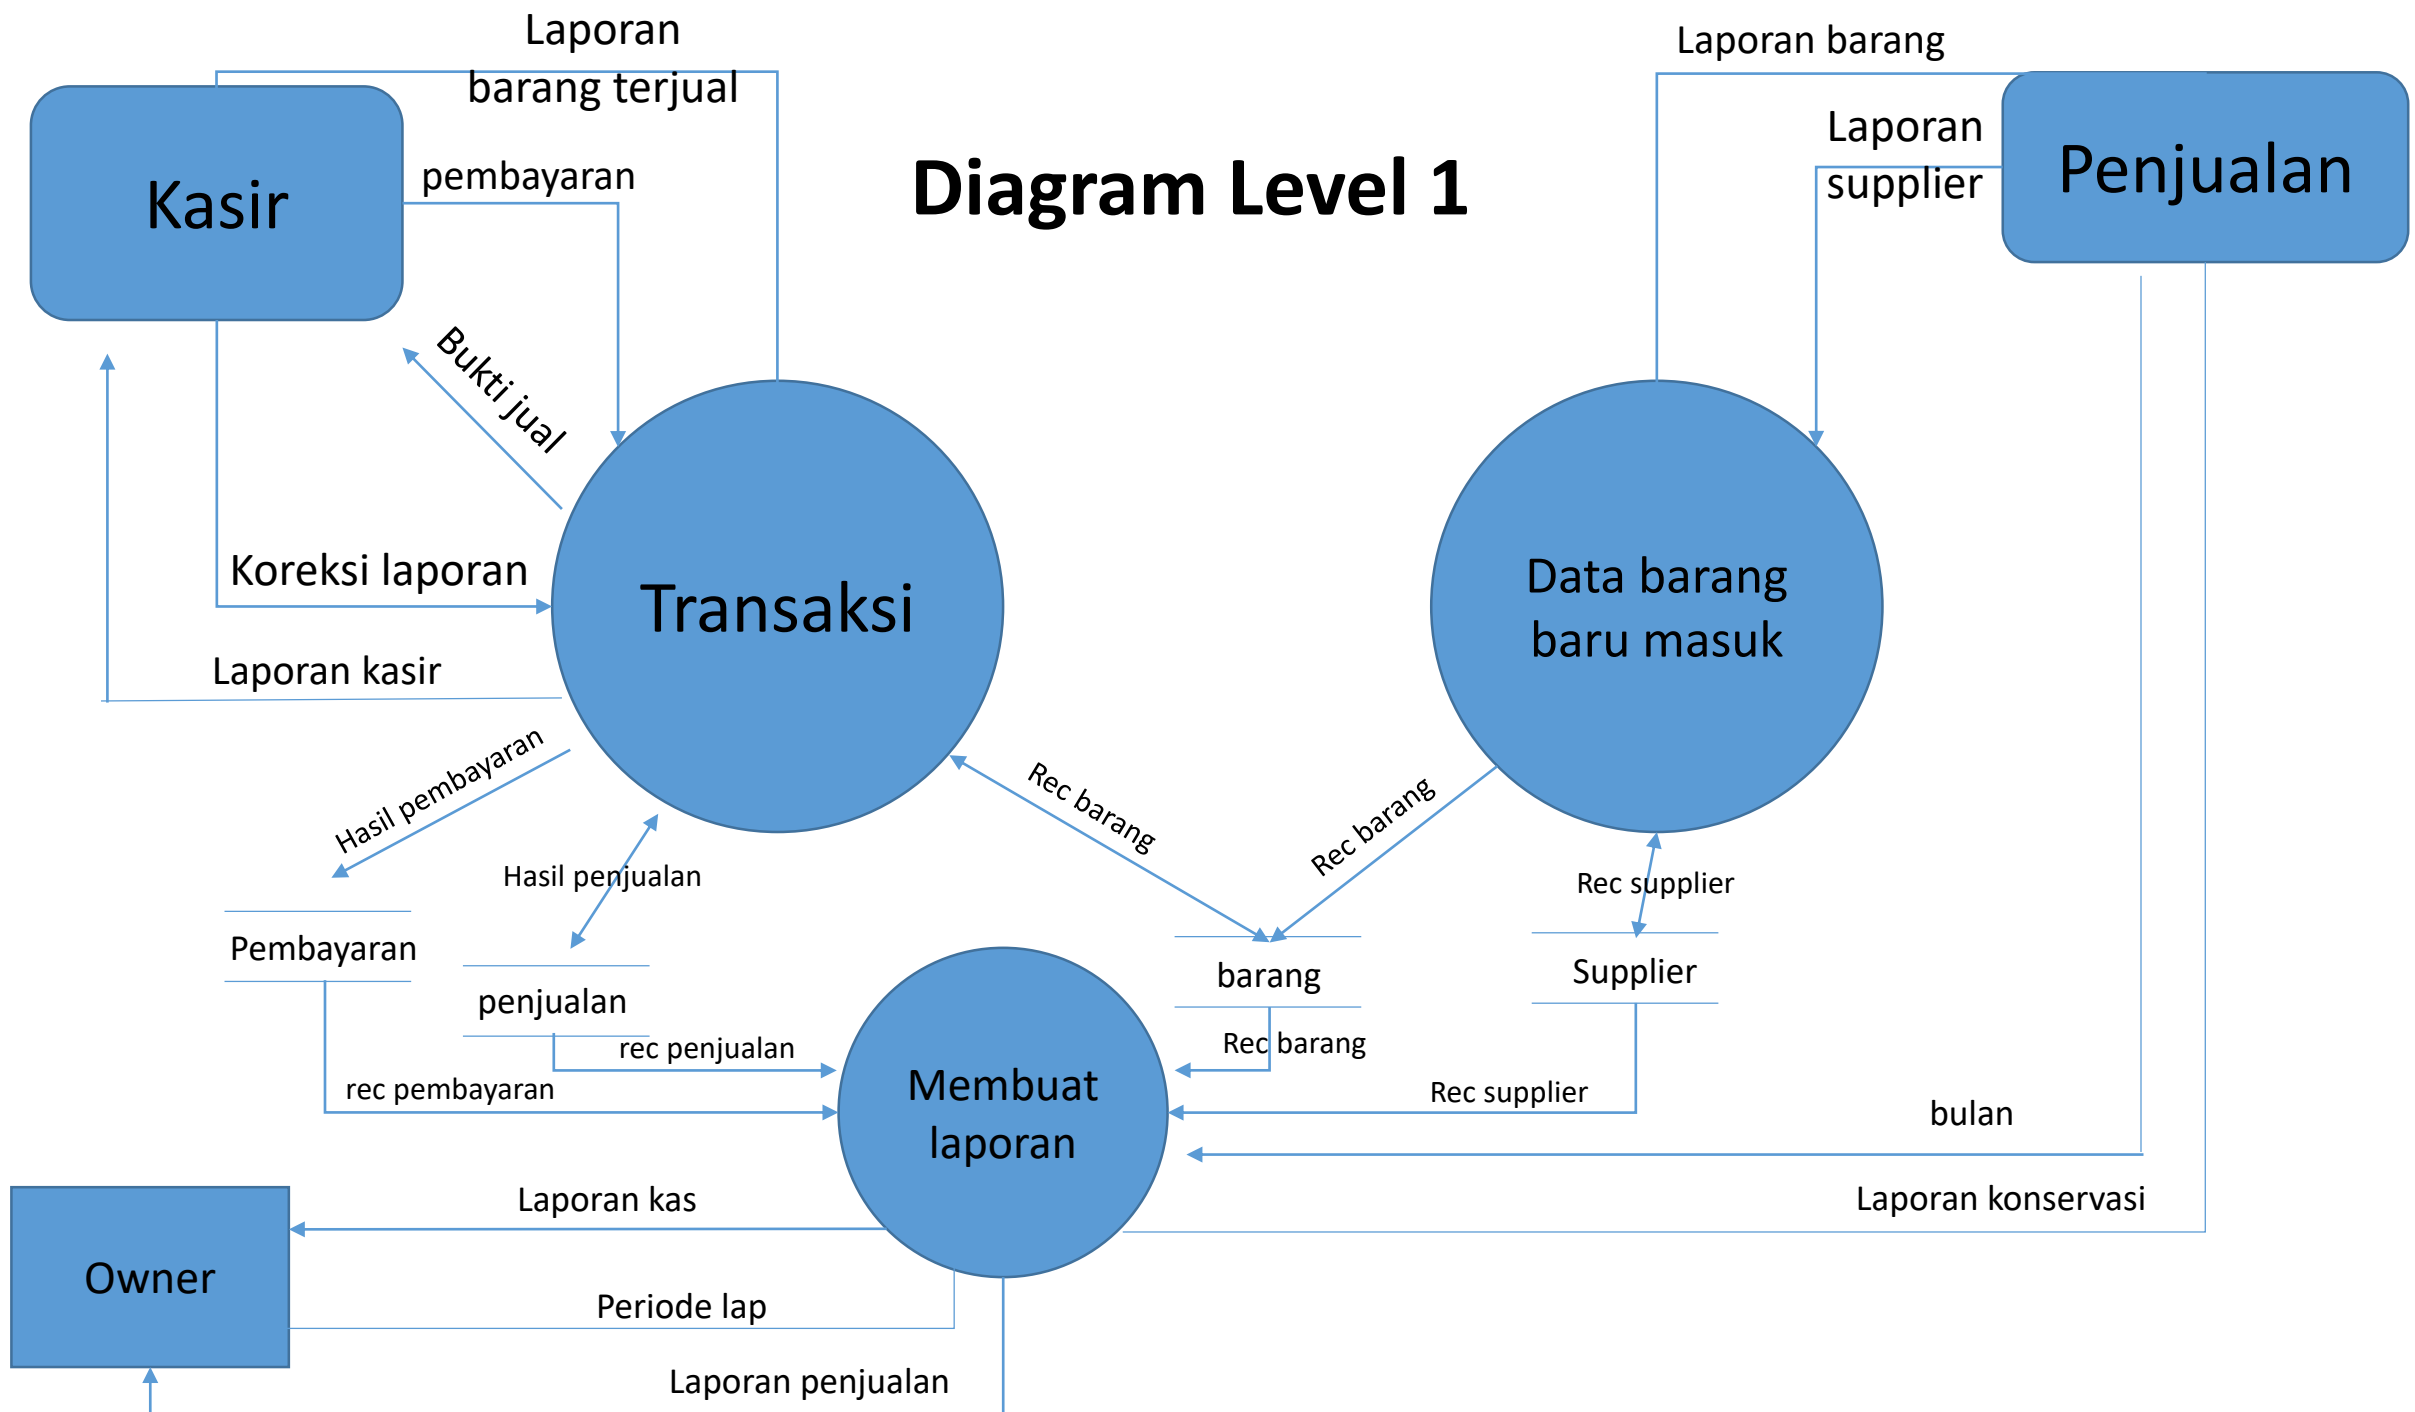 Laporan
barang terjual
Laporan barang
Laporan
supplier
Penjualan
pembayaran
Kasir
Diagram Level 1
Bukti jual
Koreksi laporan
Transaksi
Data barang
baru masuk
Laporan kasir
Hasil pembayaran
Rec barang
Rec barang
Hasil penjualan
Rec supplier
Pembayaran
penjualan
barang
Supplier
rec penjualan
Rec barang
rec pembayaran
Membuat
laporan
Rec supplier
bulan
Laporan kas
Laporan konservasi
Owner
Periode lap
Laporan penjualan